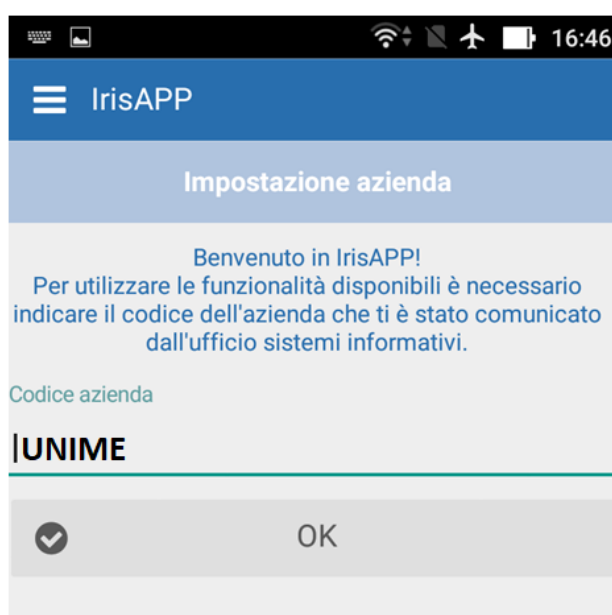 16:46
IrisAPP
Impostazione azienda
Benvenuto in IrisAPP!
Per utilizzare le funzionalità disponibili è necessario
indicare il codice dell'azienda che ti è stato comunicato
dall'ufficio sistemi informativi.
Codice azienda
UNIME
OK